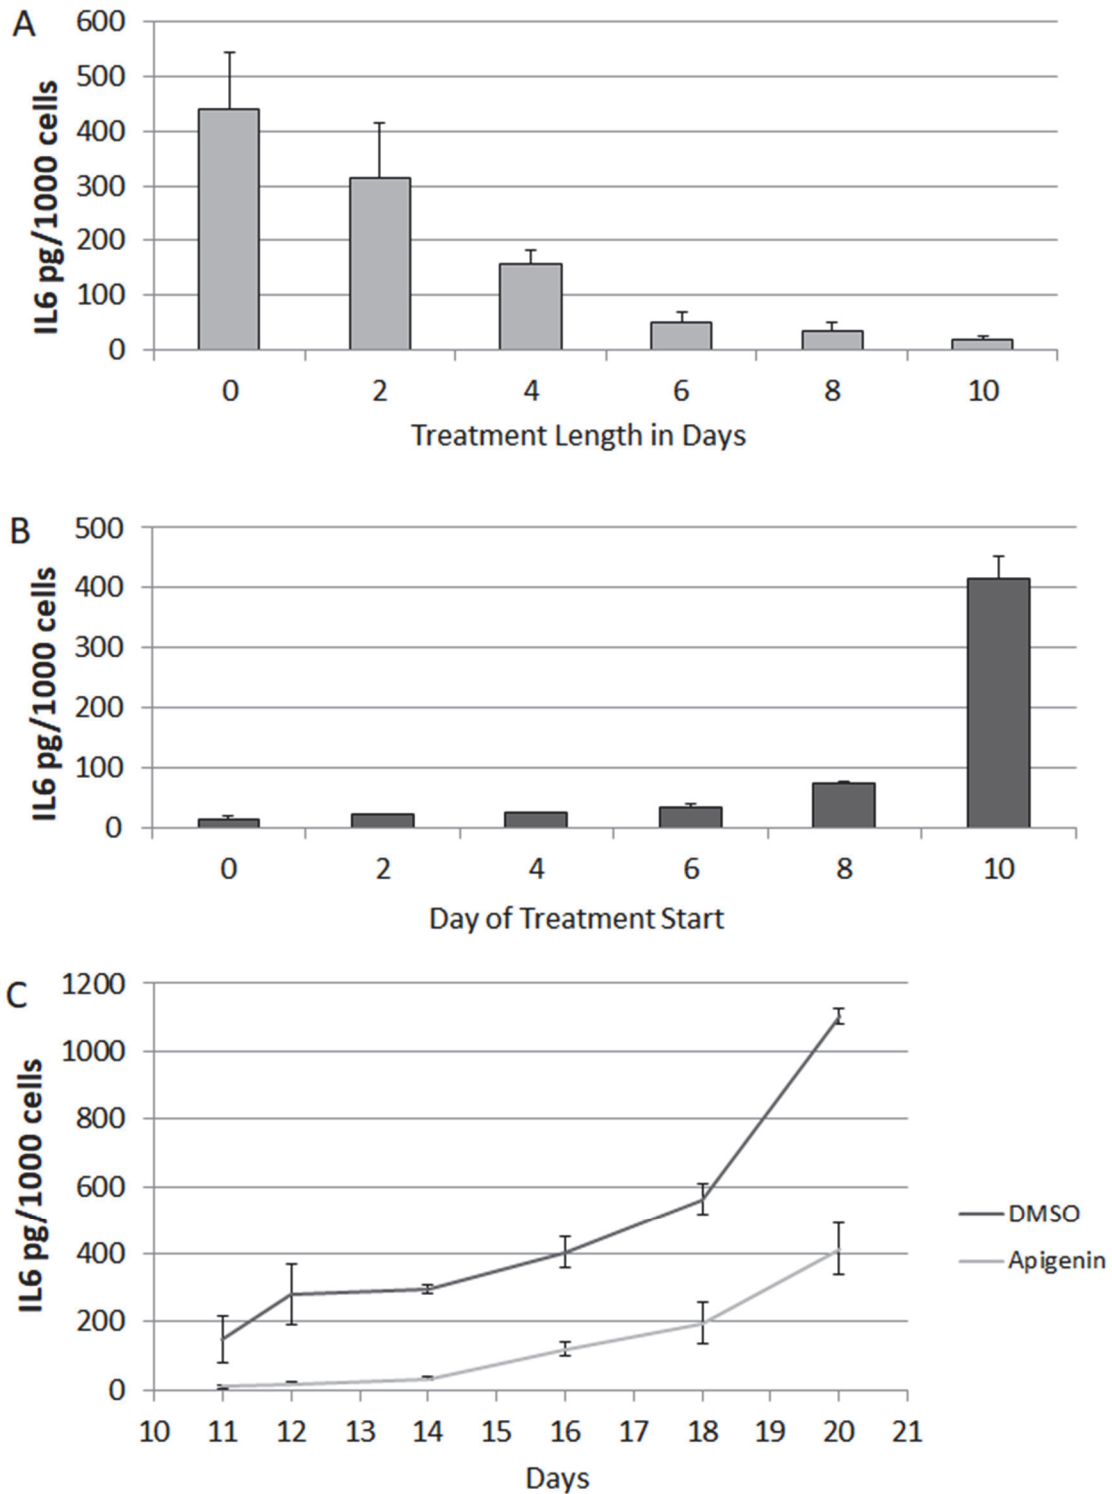 A
IL6 pg/1000 cells
600
500
400
300
200
100
0
0 2 4 6 8 10
Treatment Length in Days
B
IL6 pg/1000 cells
500
400
300
200
100
0
0 2 4 6 8 10
Day of Treatment Start
C
IL6 pg/1000 cells
1200
1000
800
600
400
200
0
10 11 12 13 14 15 16 17 18 19 20 21
Days
DMSO
Apigenin